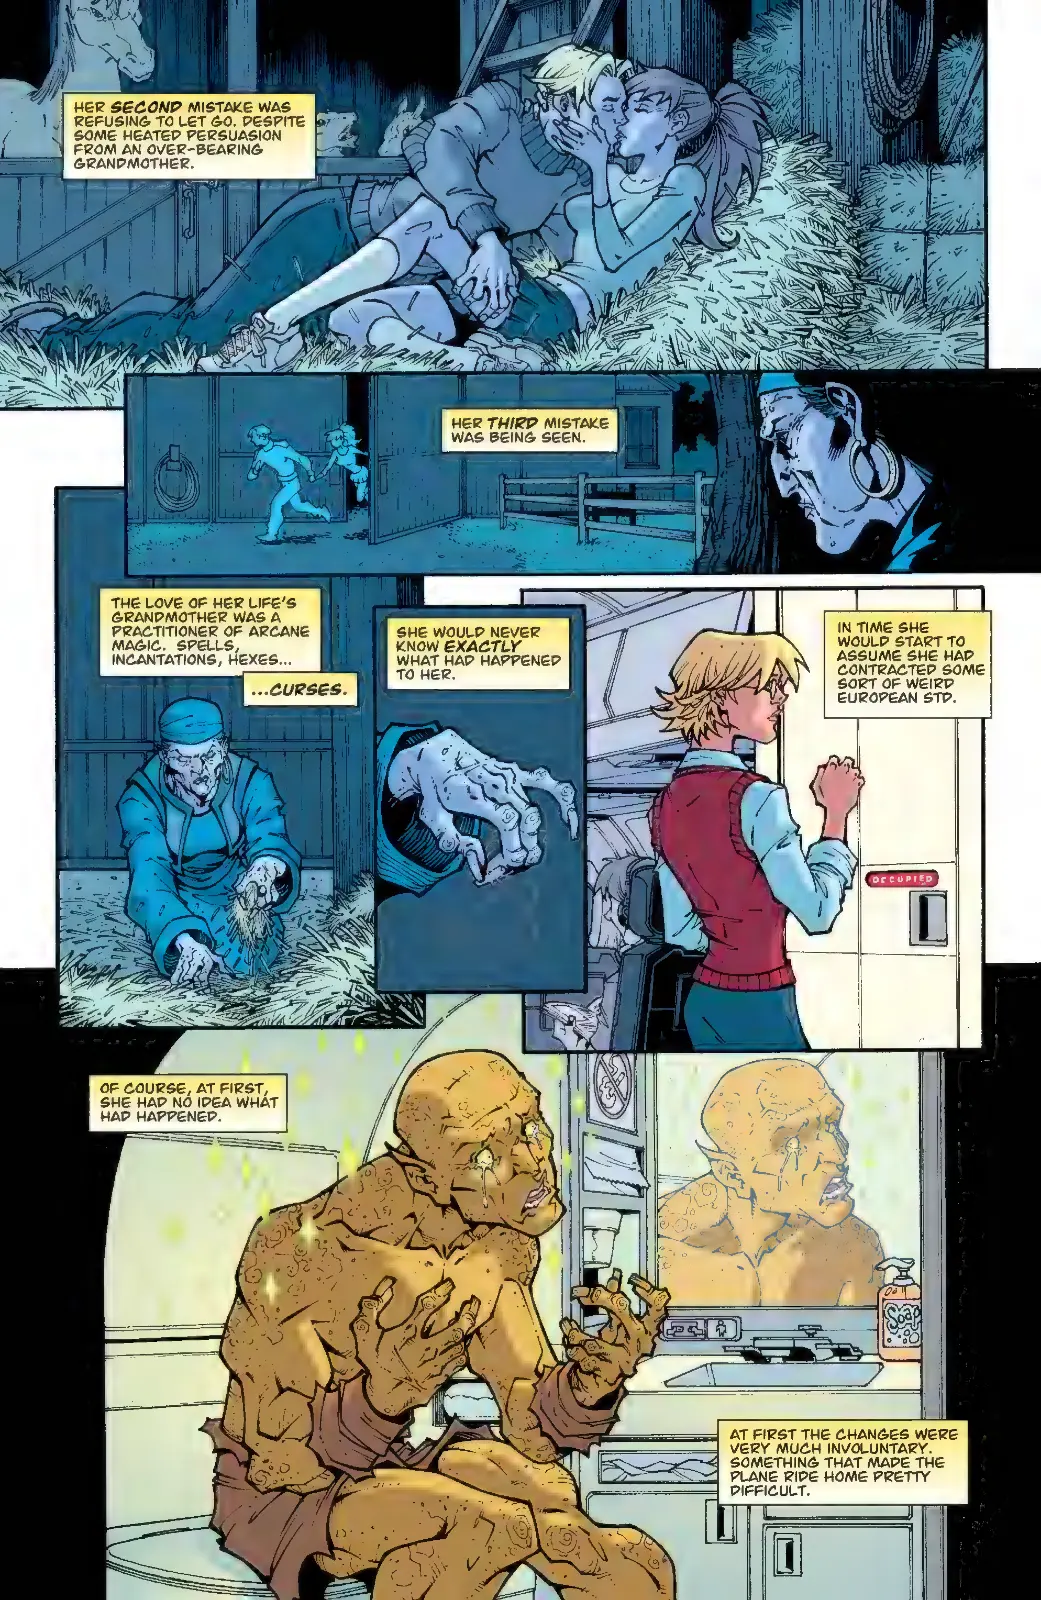 HER SECOND MISTAKE WAS
REFUSING TO LET GO. DESPITE
SOME HEATED PERSUASION
FROM AN OVER-BEARING
GRANDMOTHER.
HER THIRD MISTAKE
WAS BEING SEEN.
THE LOVE OF HER LIFE'S
GRANDMOTHER WAS A
PRACTITIONER OF ARCANE
MAGIC. SPELLS,
INCANTATIONS, HEXES...
...CURSES.
SHE WOULD NEVER
KNOW EXACTLY
WHAT HAD HAPPENED
TO HER.
IN TIME SHE
WOULD START TO
ASSUME SHE HAD
CONTRACTED SOME
SORT OF WEIRD
EUROPEAN STD.
OCCUPIED
OF COURSE, AT FIRST,
SHE HAD NO IDEA WHAT
HAD HAPPENED.
SOAP
AT FIRST THE CHANGES WERE
VERY MUCH INVOLUNTARY.
SOMETHING THAT MADE THE
PLANE RIDE HOME PRETTY
DIFFICULT.